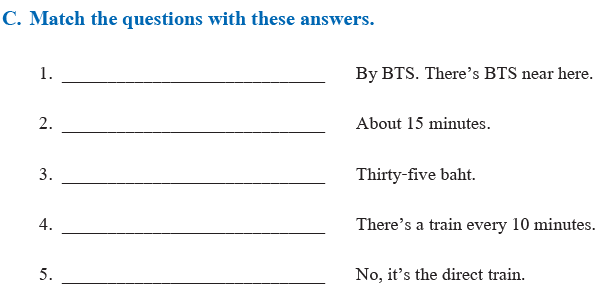 C. Match the questions with these answers.
1. ______________________________ By BTS. There's BTS near here.
2. ______________________________ About 15 minutes.
3. ______________________________ Thirty-five baht.
4. ______________________________ There's a train every 10 minutes.
5. ______________________________ No, it's the direct train.